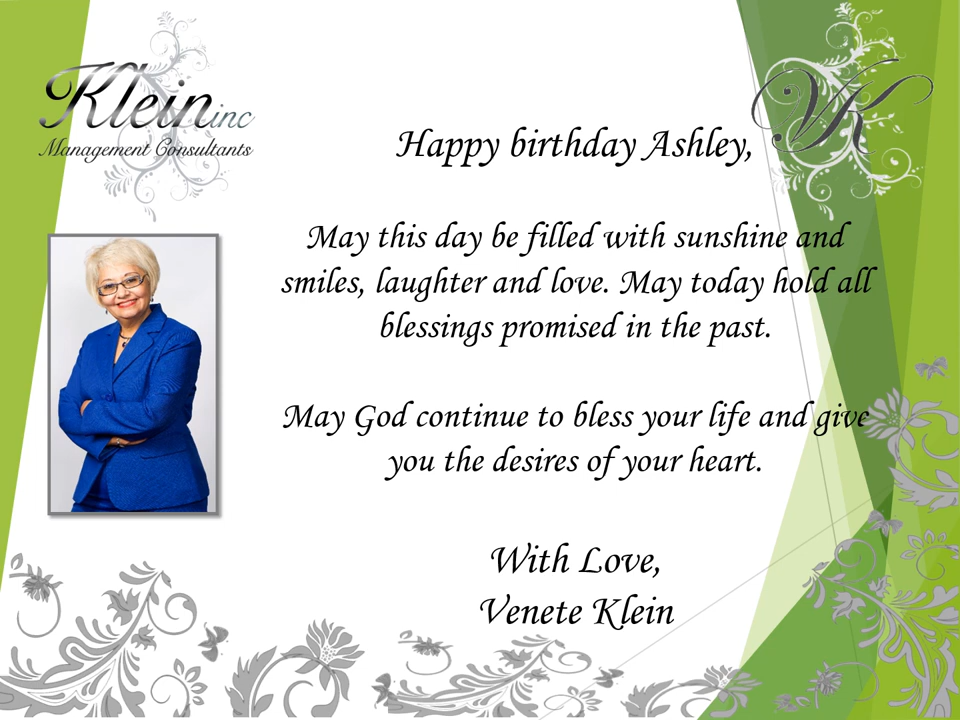 Klein inc
Management Consultants
VK
Happy birthday Ashley,
May this day be filled with sunshine and
smiles, laughter and love. May today hold all
blessings promised in the past.
May God continue to bless your life and give
you the desires of your heart.
With Love,
Venete Klein